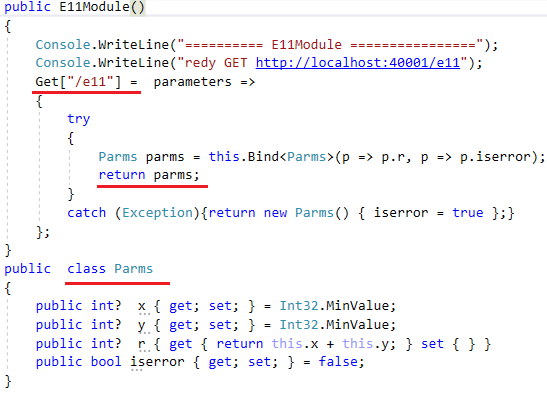 public E11Module()
{
Console.WriteLine("========== E11Module ================");
Console.WriteLine("redy GET http://localhost:40001/e11");
Get["/e11"] = parameters =>
{
try
{
Parms parms = this.Bind<Parms>(p => p.r, p => p.iserror);
return parms;
}
catch (Exception){return new Parms() { iserror = true };}
};
}
public class Parms
{
public int? x { get; set; } = Int32.MinValue;
public int? y { get; set; } = Int32.MinValue;
public int? r { get { return this.x + this.y; } set { } }
public bool iserror { get; set; } = false;
}